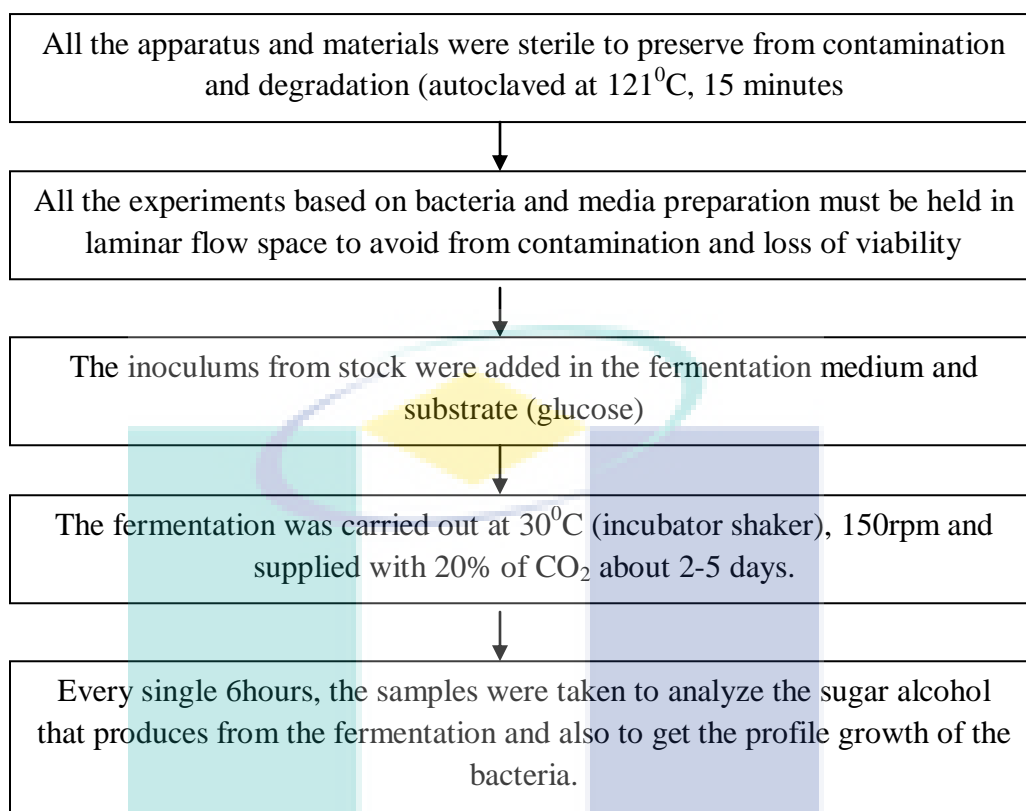 All the apparatus and materials were sterile to preserve from contamination
and degradation (autoclaved at 121⁰C, 15 minutes
All the experiments based on bacteria and media preparation must be held in
laminar flow space to avoid from contamination and loss of viability
The inoculums from stock were added in the fermentation medium and
substrate (glucose)
The fermentation was carried out at 30⁰C (incubator shaker), 150rpm and
supplied with 20% of CO₂ about 2-5 days.
Every single 6hours, the samples were taken to analyze the sugar alcohol
that produces from the fermentation and also to get the profile growth of the
bacteria.